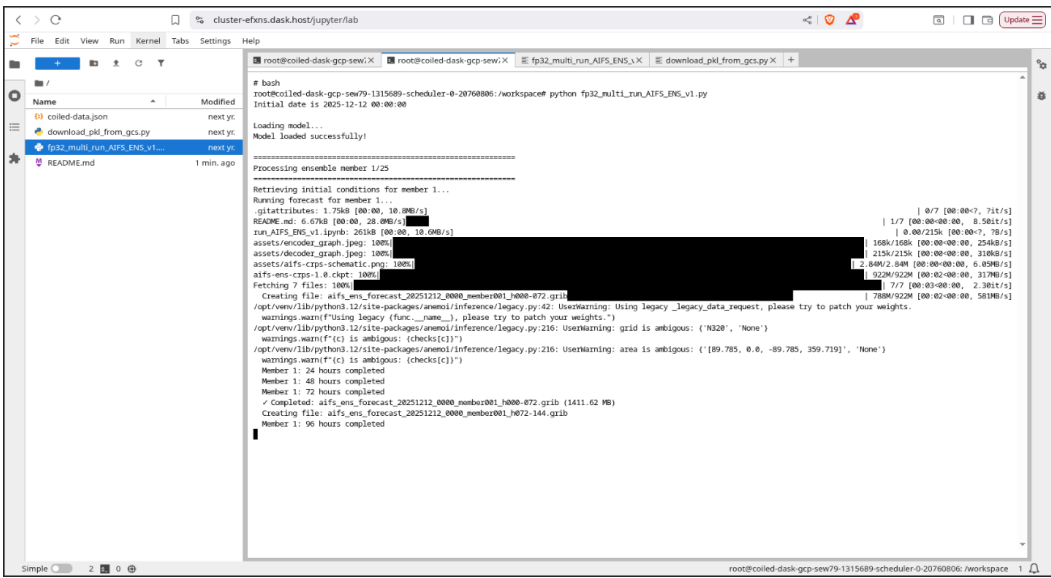 cluster-efxns.dask.host/jupyter/lab
Update
File Edit View Run Kernel Tabs Settings Help
root@coiled-dask-gcp-sew7
root@coiled-dask-gcp-sew7
fp32_multi_run_AIFS_ENS_v
download_pkl_from_gcs.py
/
Name Modified
coiled-data.json next yr.
download_pkl_from_gcs.py next yr.
fp32_multi_run_AIFS_ENS_v1.... next yr.
README.md 1 min. ago
# bash
root@coiled-dask-gcp-sew79-1315689-scheduler-0-20760806:/workspace# python fp32_multi_run_AIFS_ENS_v1.py
Initial date is 2025-12-12 00:00:00
Loading model...
Model loaded successfully!
============================================================
Processing ensemble member 1/25
============================================================
Retrieving initial conditions for member 1...
Running forecast for member 1...
.gitattributes: 1.75kB [00:00, 10.8MB/s] | 0/7 [00:00<?, ?it/s]
README.md: 6.67kB [00:00, 28.0MB/s] | 1/7 [00:00<00:00, 8.50it/s]
run_AIFS_ENS_v1.ipynb: 261kB [00:00, 10.6MB/s] | 0.00/215k [00:00<?, ?B/s]
assets/encoder_graph.jpeg: 100%| | 168k/168k [00:00<00:00, 254kB/s]
assets/decoder_graph.jpeg: 100%| | 215k/215k [00:00<00:00, 310kB/s]
assets/aifs-crps-schematic.png: 100%| | 2.84M/2.84M [00:00<00:00, 6.05MB/s]
aifs-ens-crps-1.0.ckpt: 100%| | 922M/922M [00:02<00:00, 317MB/s]
Fetching 7 files: 100%| | 7/7 [00:03<00:00, 2.30it/s]
Creating file: aifs_ens_forecast_20251212_0000_member001_h000-072.grib | 788M/922M [00:02<00:00, 581MB/s]
/opt/venv/lib/python3.12/site-packages/anemoi/inference/legacy.py:42: UserWarning: Using legacy _legacy_data_request, please try to patch your weights.
warnings.warn(f"Using legacy {func.__name__}, please try to patch your weights.")
/opt/venv/lib/python3.12/site-packages/anemoi/inference/legacy.py:216: UserWarning: grid is ambigous: {'N320', 'None'}
warnings.warn(f"{c} is ambigous: {checks[c]}")
/opt/venv/lib/python3.12/site-packages/anemoi/inference/legacy.py:216: UserWarning: area is ambigous: {'[89.785, 0.0, -89.785, 359.719]', 'None'}
warnings.warn(f"{c} is ambigous: {checks[c]}")
Member 1: 24 hours completed
Member 1: 48 hours completed
Member 1: 72 hours completed
✓ Completed: aifs_ens_forecast_20251212_0000_member001_h000-072.grib (1411.62 MB)
Creating file: aifs_ens_forecast_20251212_0000_member001_h072-144.grib
Member 1: 96 hours completed
Simple 2 0 root@coiled-dask-gcp-sew79-1315689-scheduler-0-20760806: /workspace 1